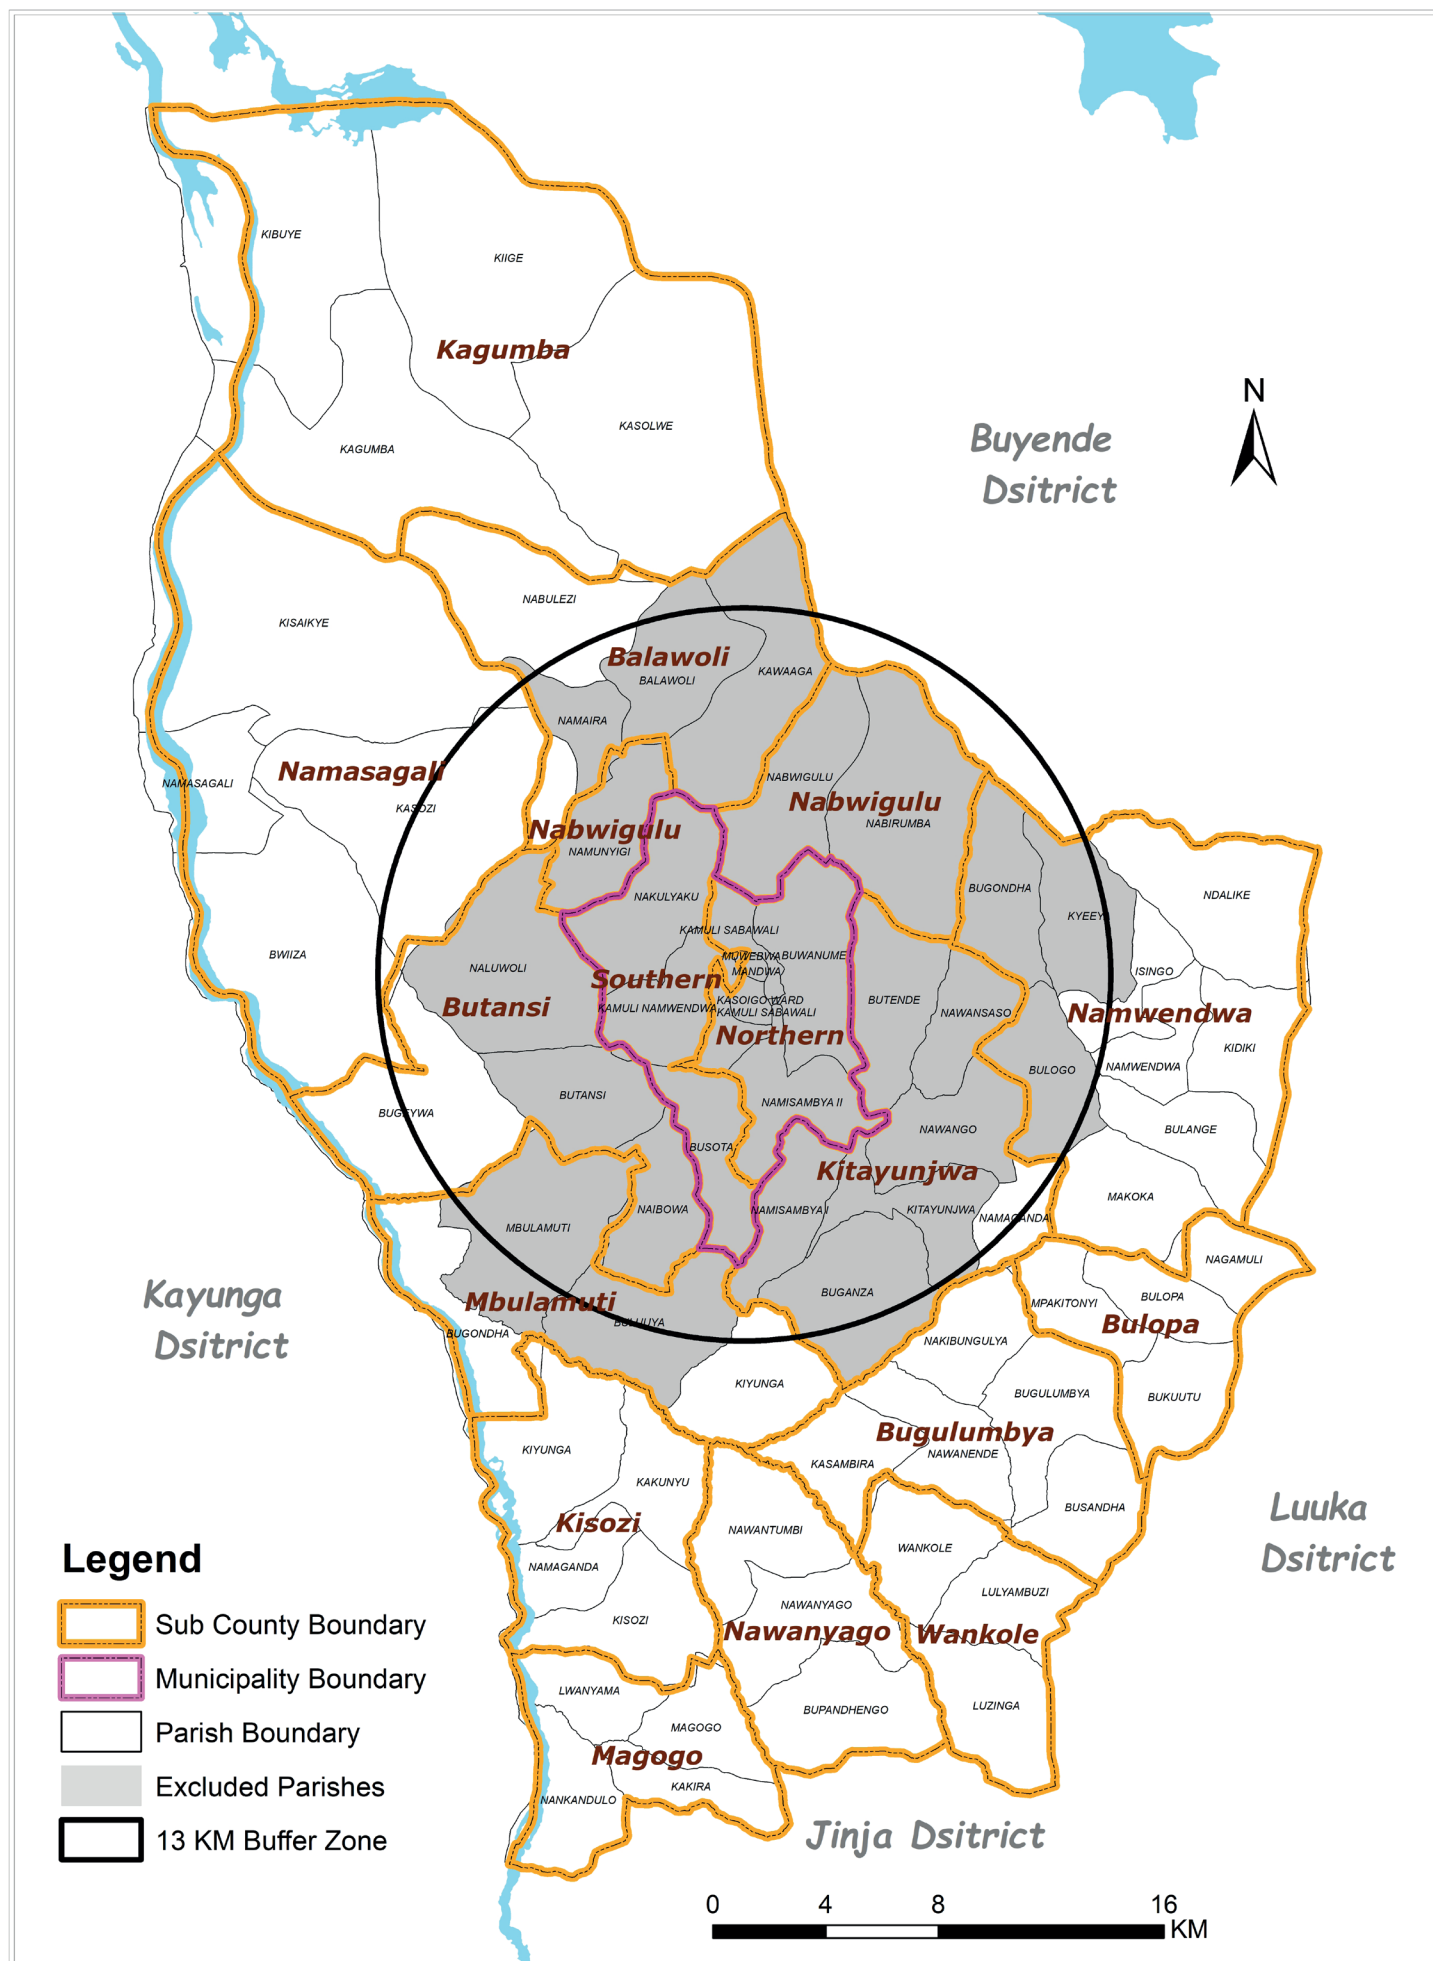 KIBUYE
KIIGE
Kagumba
N
KASOLWE
KAGUMBA
Buyende
Dsitrict
NABULEZI
KISAIKYE
Balawoli
BALAWOLI
KAWAAGA
NAMAIRA
Namasagali
NAMASAGALI
KASOZI
NABWIGULU
Nabwigulu
NABIRUMBA
Nabwigulu
NAMUNYIGI
BUGONDHA
NDALIKE
NAKULYAKU
KYEEYA
KAMULI SABAWALI
BWIIZA
MUWEBWA
BUWANUME
NALUWOLI
MANDWA
ISINGO
Southern
Butansi
KAMULI NAMWENDWA
KASOIGO WARD
KAMULI SABAWALI
BUTENDE
NAWANSASO
Namwendwa
Northern
KIDIKI
BULOGO
NAMWENDWA
BUTANSI
BUGEYWA
NAMISAMBYA II
NAWANGO
BULANGE
BUSOTA
Kitayunjwa
MAKOKA
MBULAMUTI
NAIBOWA
NAMISAMBYA I
KITAYUNJWA
NAMAGANDA
NAGAMULI
Kayunga
Dsitrict
Mbulamuti
BUGANZA
MPAKITONYI
BULOPA
Bulopa
BUGONDHA
BULUUYA
NAKIBUNGULYA
KIYUNGA
BUGULUMBYA
BUKUUTU
Bugulumbya
KIYUNGA
KASAMBIRA
NAWANENDE
KAKUNYU
BUSANDHA
Luuka
Dsitrict
Kisozi
NAWANTUMBI
WANKOLE
NAMAGANDA
LULYAMBUZI
NAWANYAGO
KISOZI
Nawanyago
Wankole
LWANYAMA
BUPANDHENGO
LUZINGA
MAGOGO
Magogo
KAKIRA
NANKANDULO
Jinja Dsitrict
Legend
Sub County Boundary
Municipality Boundary
Parish Boundary
Excluded Parishes
13 KM Buffer Zone
0 4 8 16
KM